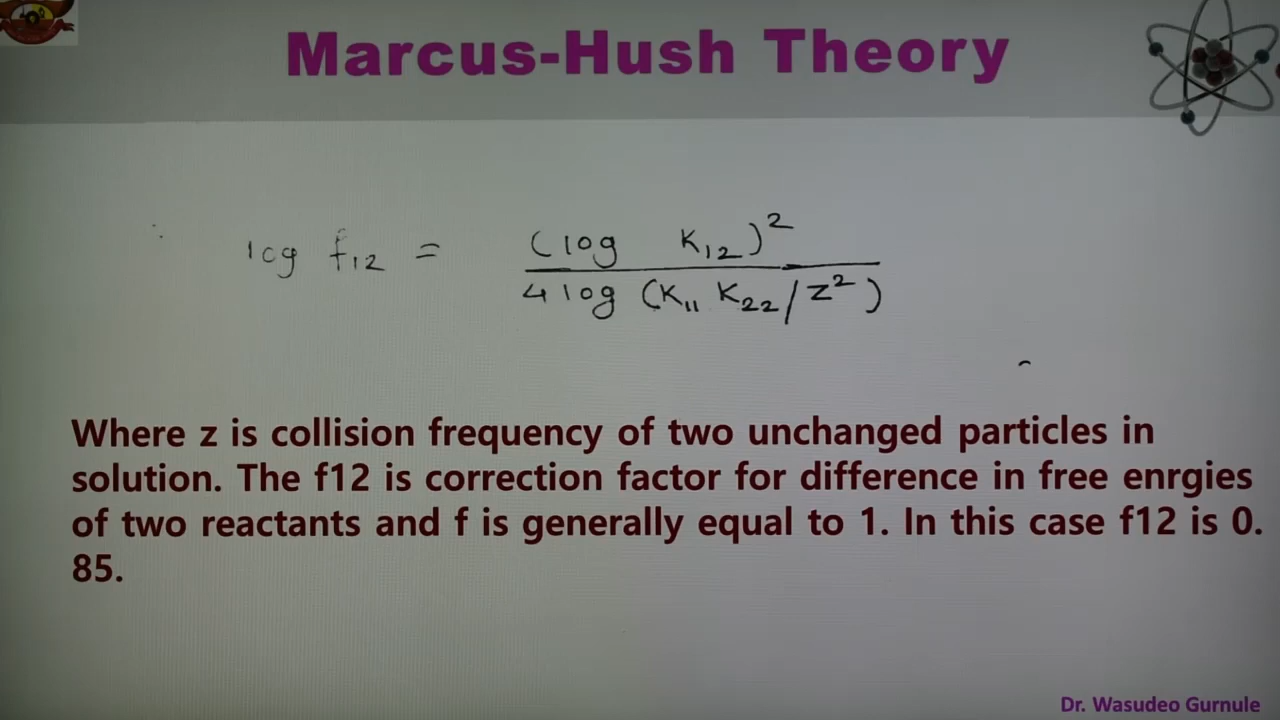 Marcus-Hush Theory
log f12 = (log K12)²
4 log (K11 K22/z²)
Where z is collision frequency of two unchanged particles in
solution. The f12 is correction factor for difference in free enrgies
of two reactants and f is generally equal to 1. In this case f12 is 0.
85.
Dr. Wasudeo Gurnule